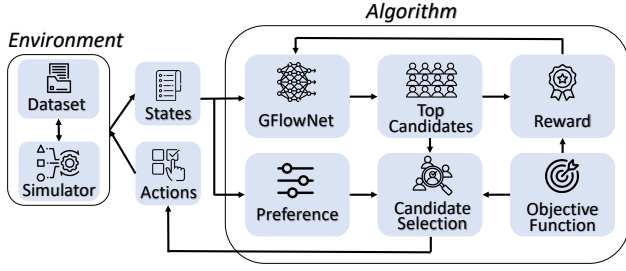 Algorithm
Environment
Dataset
States
GFlowNet
Top
Candidates
Reward
Simulator
Actions
Preference
Candidate
Selection
Objective
Function